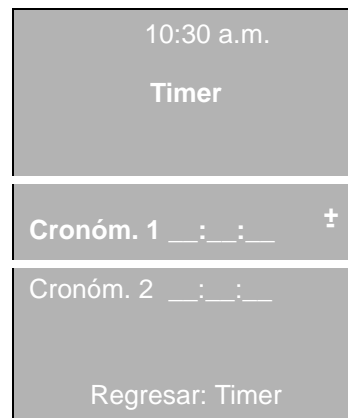 10:30 a.m.
Timer
Cronóm. 1 __:__:__ ±
Cronóm. 2 __:__:__
Regresar: Timer